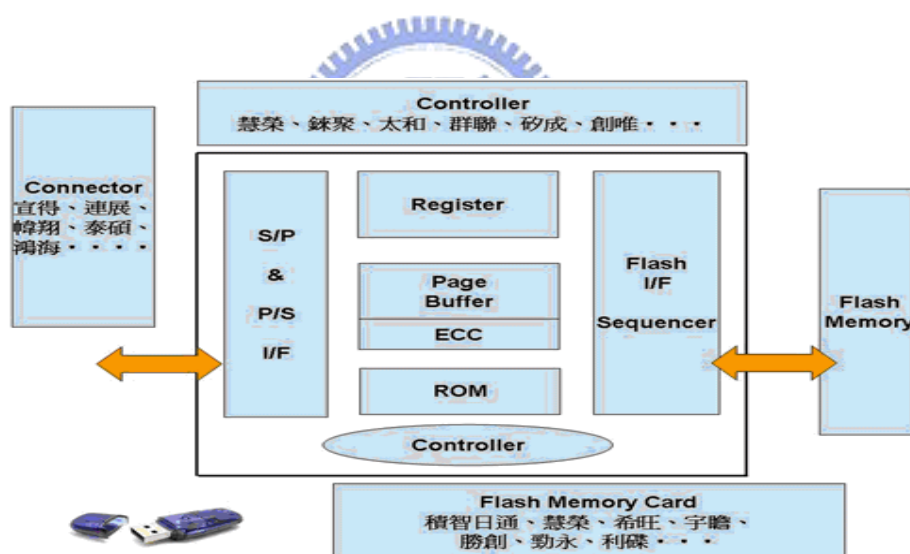 Controller
慧榮、錸聚、太和、群聯、矽成、創唯・・・
Connector
宣得、連展、
幃翔、泰碩、
鴻海・・・・
S/P
&
P/S
I/F
Register
Page
Buffer
ECC
ROM
Controller
Flash
I/F
Sequencer
Flash
Memory
Flash Memory Card
積智日通、慧榮、希旺、宇瞻、
勝創、勁永、利碟・・・